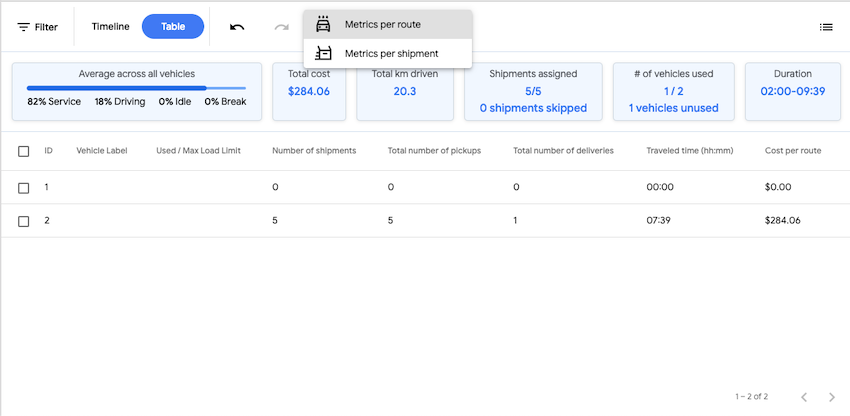 Filter
Timeline
Table
Metrics per route
Metrics per shipment
Average across all vehicles
82% Service 18% Driving 0% Idle 0% Break
Total cost
$284.06
Total km driven
20.3
Shipments assigned
5/5
0 shipments skipped
# of vehicles used
1 / 2
1 vehicles unused
Duration
02:00-09:39
ID Vehicle Label Used / Max Load Limit Number of shipments Total number of pickups Total number of deliveries Traveled time (hh:mm) Cost per route
1 0 0 0 00:00 $0.00
2 5 5 1 07:39 $284.06
1 – 2 of 2